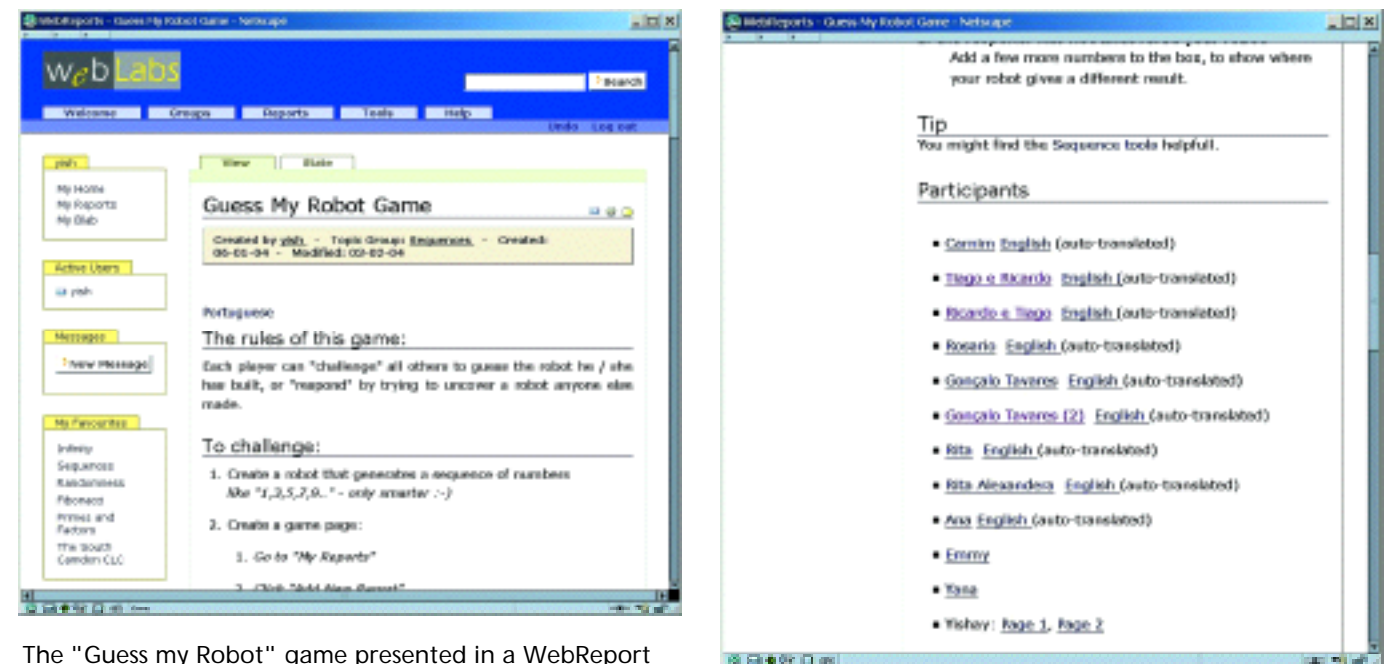 WebReports - Guess My Robot Game - Netscape
web Labs
Search
Welcome Groups Reports Tools Help
Undo Log out
yish
My Home
My Reports
My Blab
Active Users
yish
Messages
New Message
My Favourites
Infinity
Sequences
Randomness
Fibonacci
Primes and
Factors
The South
Camden CLC
View State
Guess My Robot Game
Created by yish. - Topic Group: Sequences. - Created:
06-01-04 - Modified: 03-02-04
Portuguese
The rules of this game:
Each player can "challenge" all others to guess the robot he / she
has built, or "respond" by trying to uncover a robot anyone else
made.
To challenge:
1. Create a robot that generates a sequence of numbers
like "1,3,5,7,9.." - only smarter :-)
2. Create a game page:
1. Go to "My Reports"
2. Click "Add New Report"
The "Guess my Robot" game presented in a WebReport
WebReports - Guess My Robot Game - Netscape
Add a few more numbers to the box, to show where
your robot gives a different result.
Tip
You might find the Sequence tools helpfull.
Participants
Carmim English (auto-translated)
Tiago e Ricardo English (auto-translated)
Ricardo e Tiago English (auto-translated)
Rosario English (auto-translated)
Gonçalo Tavares English (auto-translated)
Gonçalo Tavares (2) English (auto-translated)
Rita English (auto-translated)
Rita Alexandera English (auto-translated)
Ana English (auto-translated)
Emmy
Yana
Yishay: Page 1, Page 2